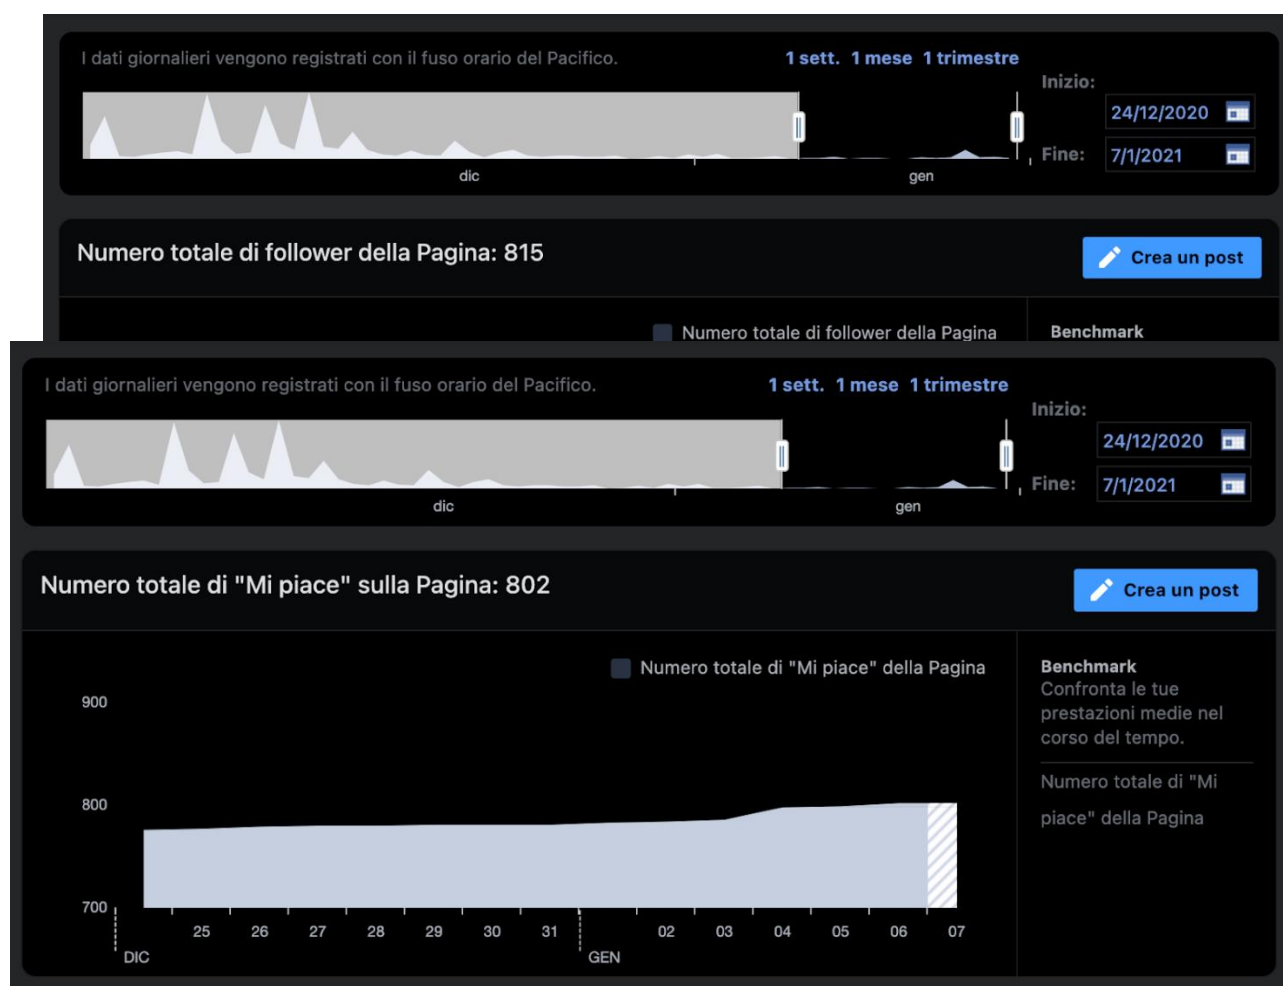 I dati giornalieri vengono registrati con il fuso orario del Pacifico.
1 sett. 1 mese 1 trimestre
Inizio:
24/12/2020
Fine:
7/1/2021
dic
gen
Numero totale di follower della Pagina: 815
Crea un post
Numero totale di follower della Pagina
Benchmark
I dati giornalieri vengono registrati con il fuso orario del Pacifico.
1 sett. 1 mese 1 trimestre
Inizio:
24/12/2020
Fine:
7/1/2021
dic
gen
Numero totale di "Mi piace" sulla Pagina: 802
Crea un post
Numero totale di "Mi piace" della Pagina
900
800
700
25 26 27 28 29 30 31 02 03 04 05 06 07
DIC GEN
Benchmark
Confronta le tue
prestazioni medie nel
corso del tempo.
Numero totale di "Mi
piace" della Pagina